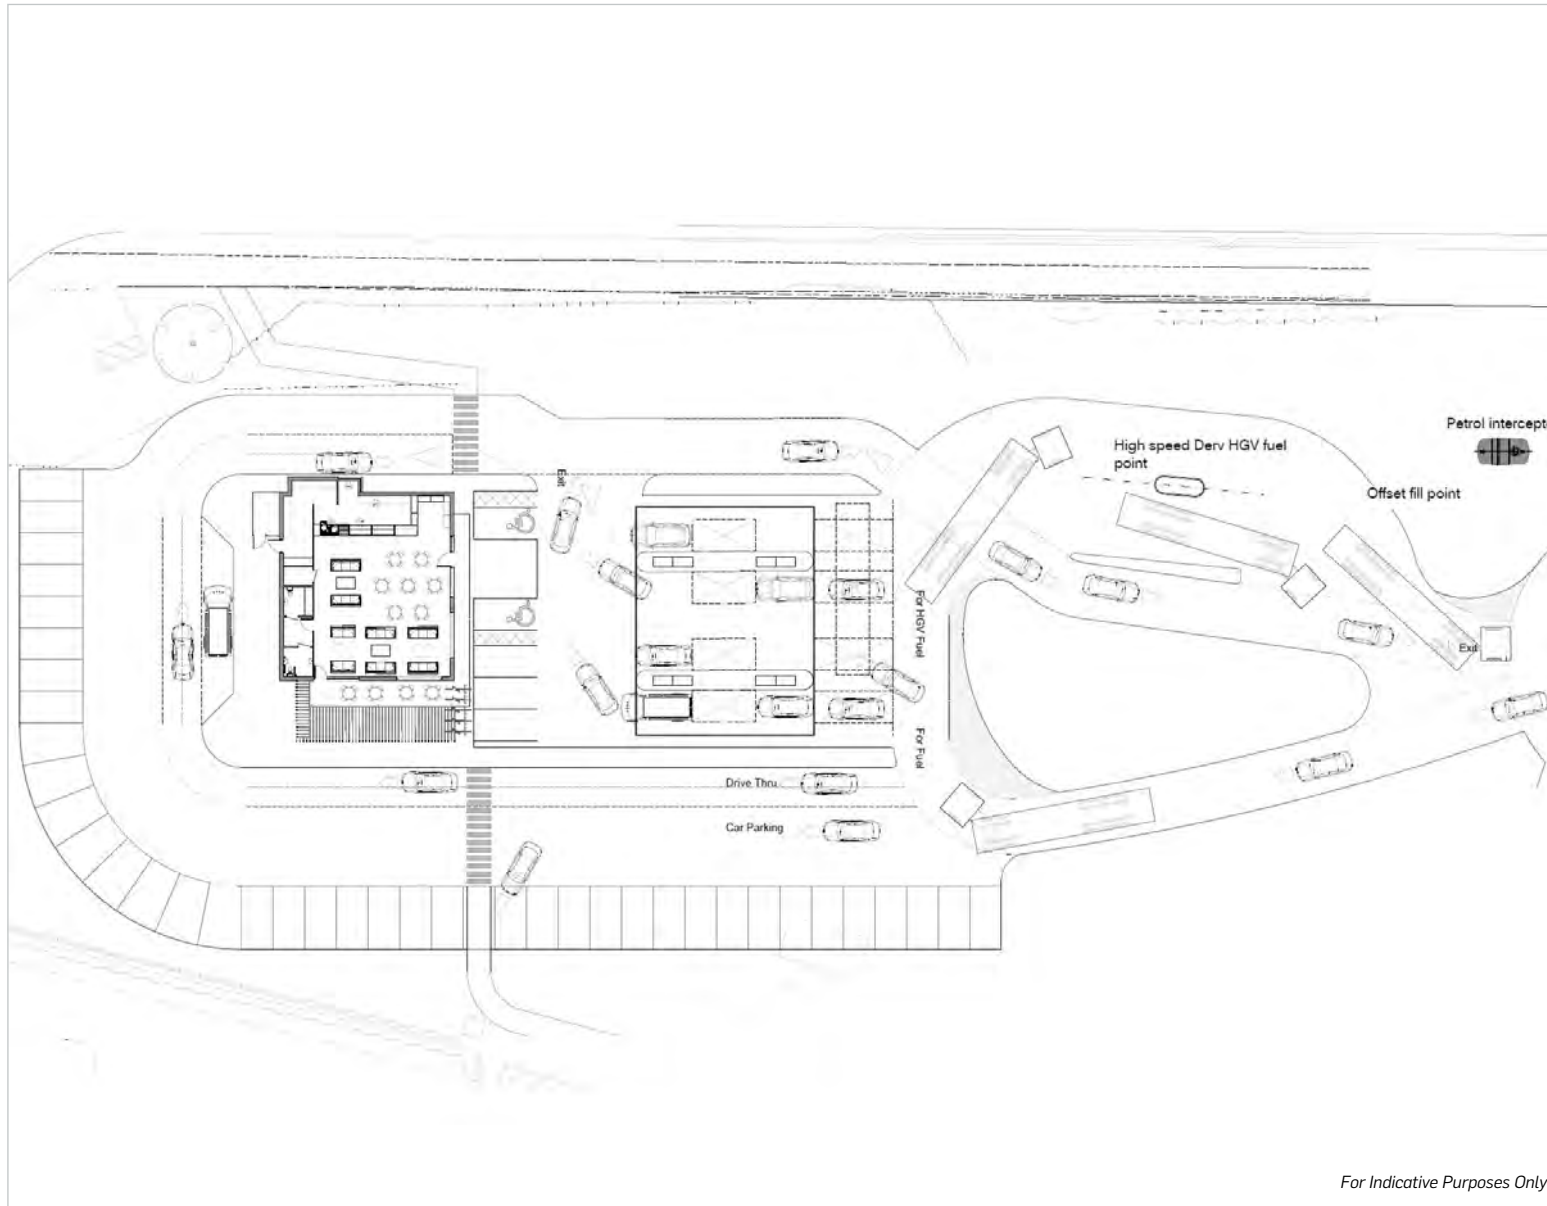 Petrol intercept
High speed Derv HGV fuel
point
Offset fill point
Exit
For HGV Fuel
Exit
For Fuel
Drive Thru
Car Parking
For Indicative Purposes Only